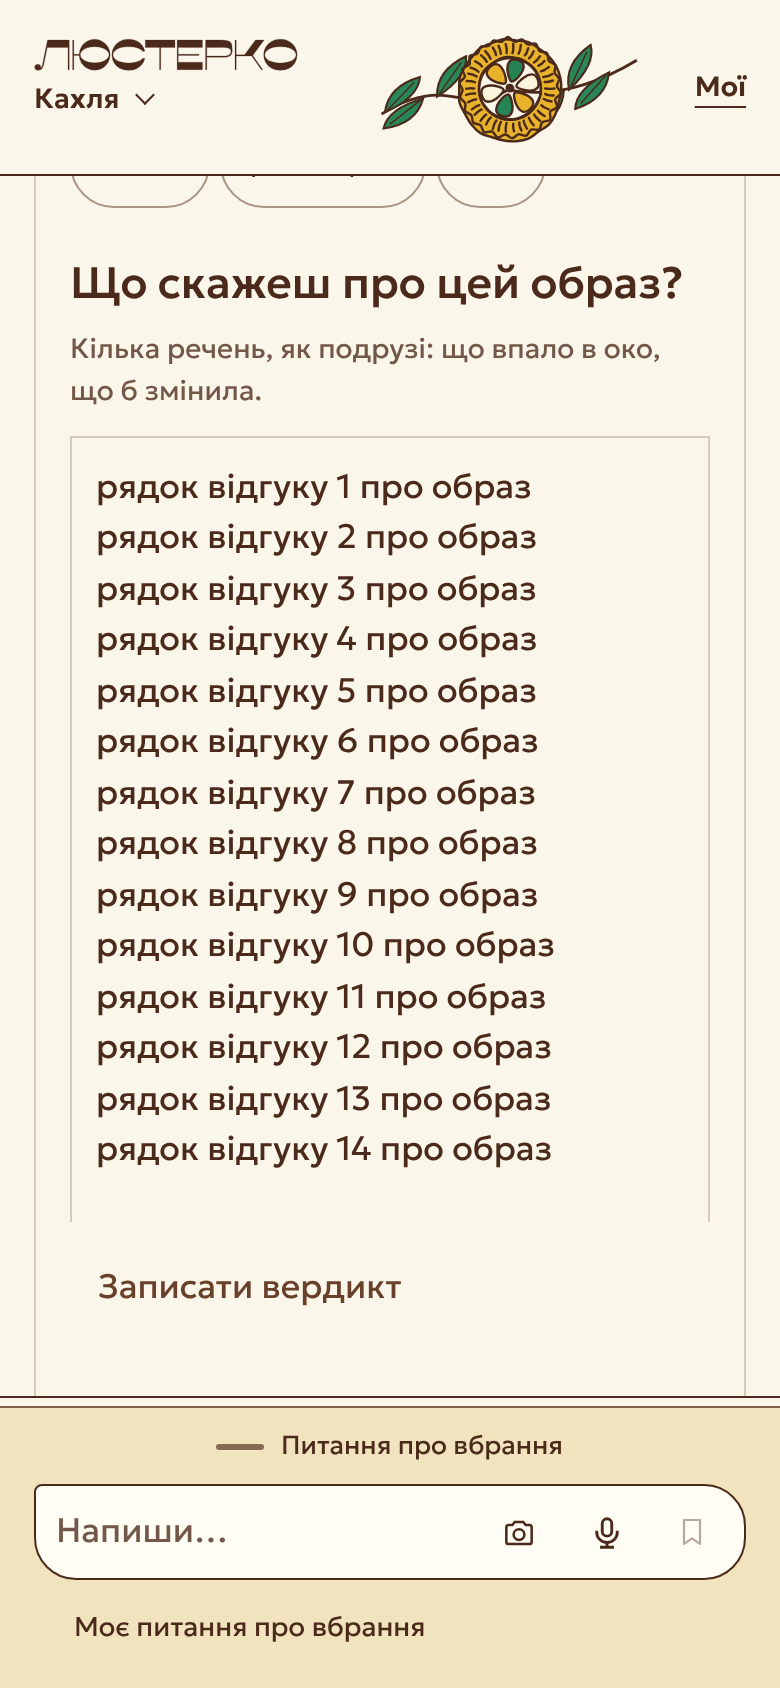 ЛЮСТЕРКО
Кахля
Мої
Що скажеш про цей образ?
Кілька речень, як подрузі: що впало в око,
що б змінила.
рядок відгуку 1 про образ
рядок відгуку 2 про образ
рядок відгуку 3 про образ
рядок відгуку 4 про образ
рядок відгуку 5 про образ
рядок відгуку 6 про образ
рядок відгуку 7 про образ
рядок відгуку 8 про образ
рядок відгуку 9 про образ
рядок відгуку 10 про образ
рядок відгуку 11 про образ
рядок відгуку 12 про образ
рядок відгуку 13 про образ
рядок відгуку 14 про образ
Записати вердикт
Питання про вбрання
Напиши...
Моє питання про вбрання